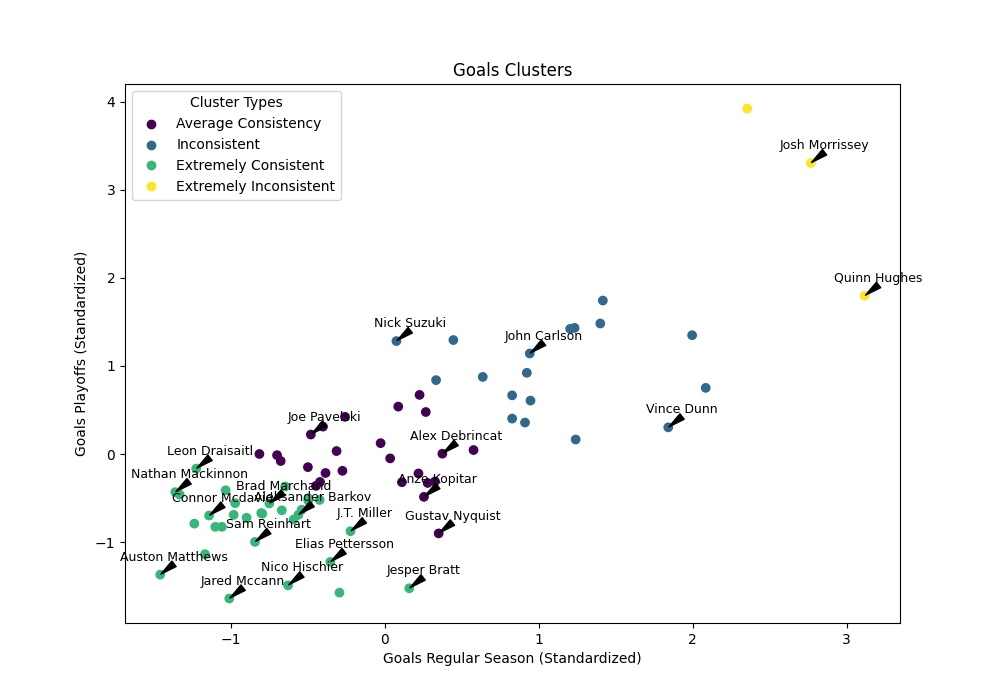 Goals Clusters
Cluster Types
Average Consistency
Inconsistent
Extremely Consistent
Extremely Inconsistent
Josh Morrissey
Quinn Hughes
Nick Suzuki
John Carlson
Vince Dunn
Joe Pavelski
Alex Debrincat
Leon Draisaitl
Nathan Mackinnon
Anze Kopitar
Brad Marchand
Connor Mcdavid
Aleksander Barkov
J.T. Miller
Gustav Nyquist
Sam Reinhart
Elias Pettersson
Auston Matthews
Nico Hischier
Jesper Bratt
Jared Mccann
4
3
2
1
0
−1
Goals Playoffs (Standardized)
−1
0
1
2
3
Goals Regular Season (Standardized)